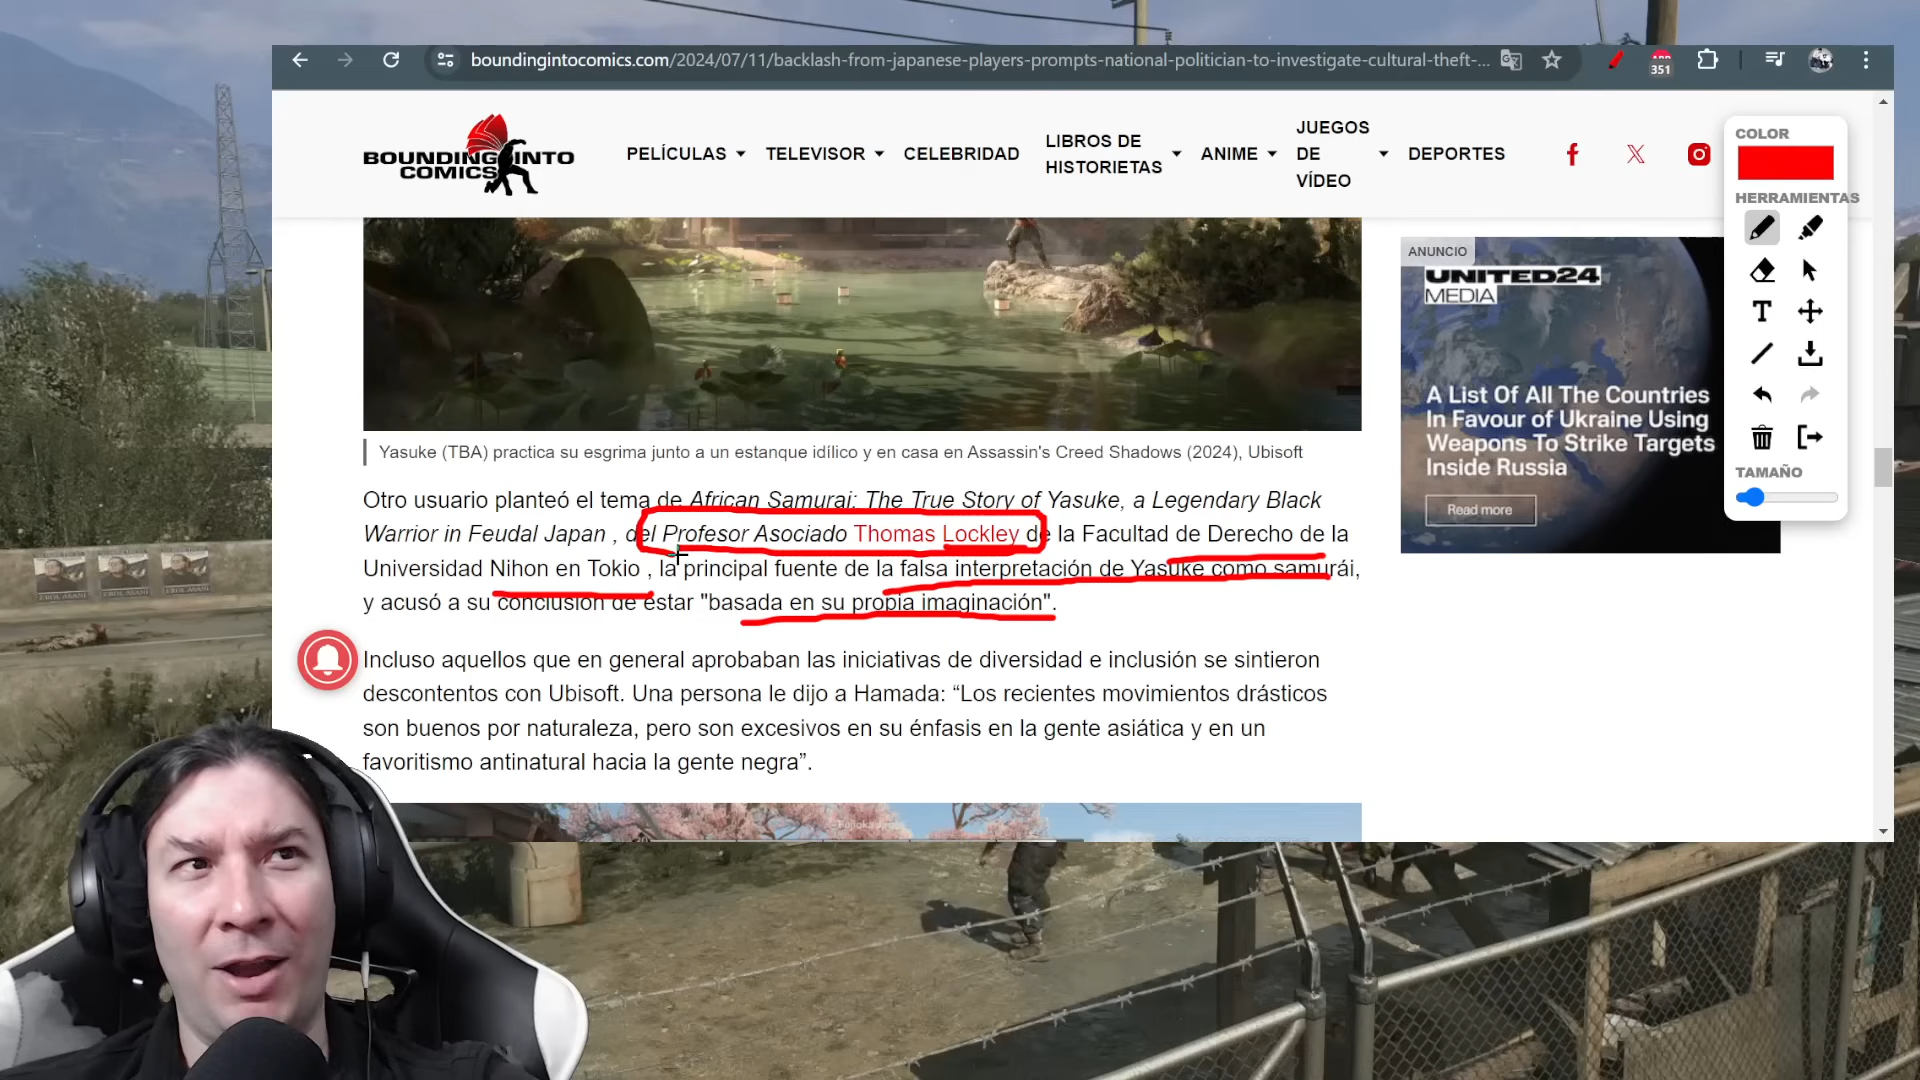 boundingintocomics.com/2024/07/11/backlash-from-japanese-players-prompts-national-politician-to-investigate-cultural-theft-...
351
BOUNDING INTO
COMICS
PELÍCULAS
TELEVISOR
CELEBRIDAD
LIBROS DE
HISTORIETAS
ANIME
JUEGOS
DE
VÍDEO
DEPORTES
COLOR
HERRAMIENTAS
T
TAMAÑO
ANUNCIO
UNITED24
MEDIA
A List Of All The Countries
In Favour of Ukraine Using
Weapons To Strike Targets
Inside Russia
Read more
Yasuke (TBA) practica su esgrima junto a un estanque idílico y en casa en Assassin's Creed Shadows (2024), Ubisoft
Otro usuario planteó el tema de African Samurai: The True Story of Yasuke, a Legendary Black
Warrior in Feudal Japan , del Profesor Asociado Thomas Lockley de la Facultad de Derecho de la
Universidad Nihon en Tokio , la principal fuente de la falsa interpretación de Yasuke como samurái,
y acusó a su conclusión de estar "basada en su propia imaginación".
Incluso aquellos que en general aprobaban las iniciativas de diversidad e inclusión se sintieron
descontentos con Ubisoft. Una persona le dijo a Hamada: “Los recientes movimientos drásticos
son buenos por naturaleza, pero son excesivos en su énfasis en la gente asiática y en un
favoritismo antinatural hacia la gente negra”.